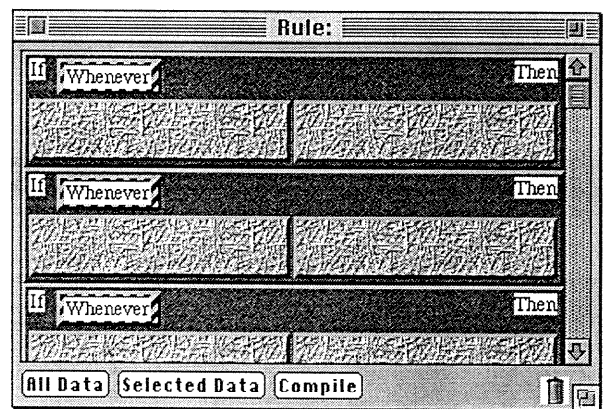 Rule:
If Whenever Then
If Whenever Then
If Whenever Then
All Data Selected Data Compile